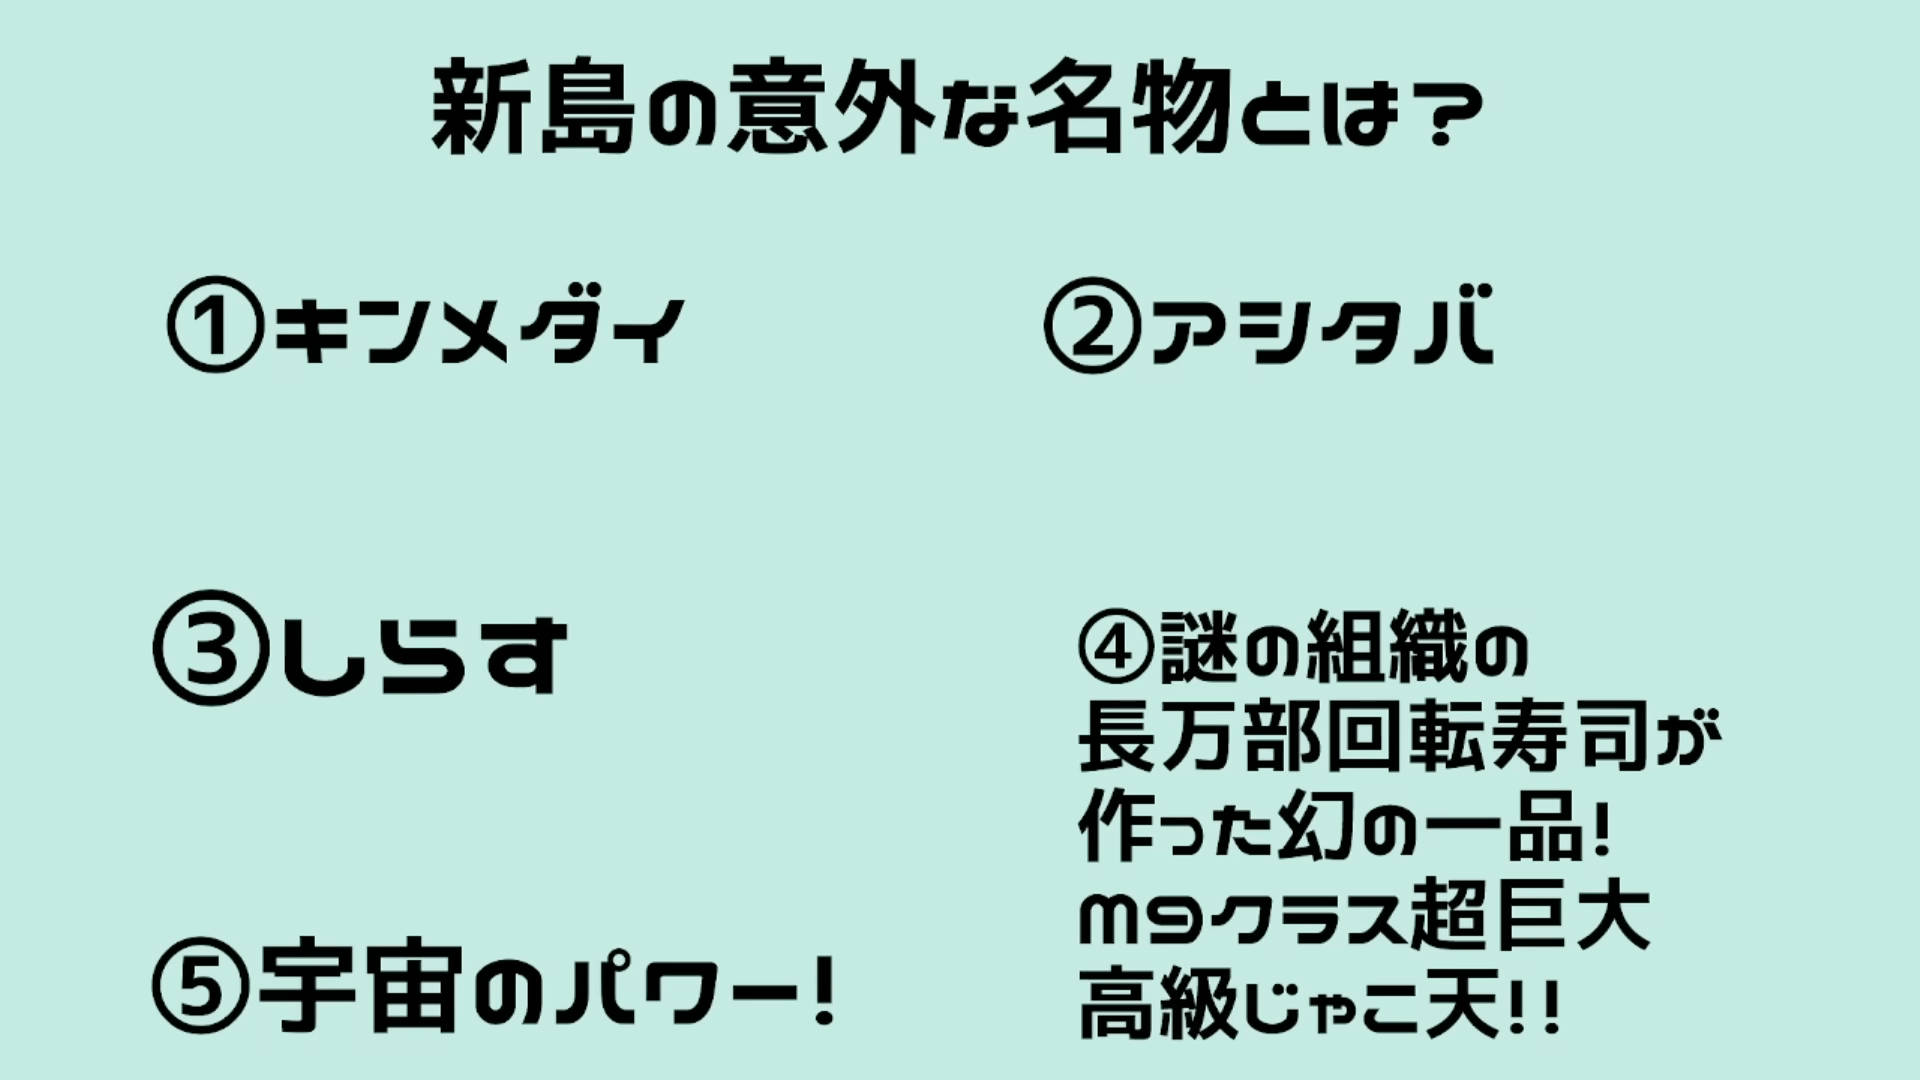 新島の意外な名物とは?
①キンメダイ
②アシタバ
③しらす
④謎の組織の
長万部回転寿司が
作った幻の一品!
M9クラス超巨大
高級じゃこ天!!
⑤宇宙のパワー!